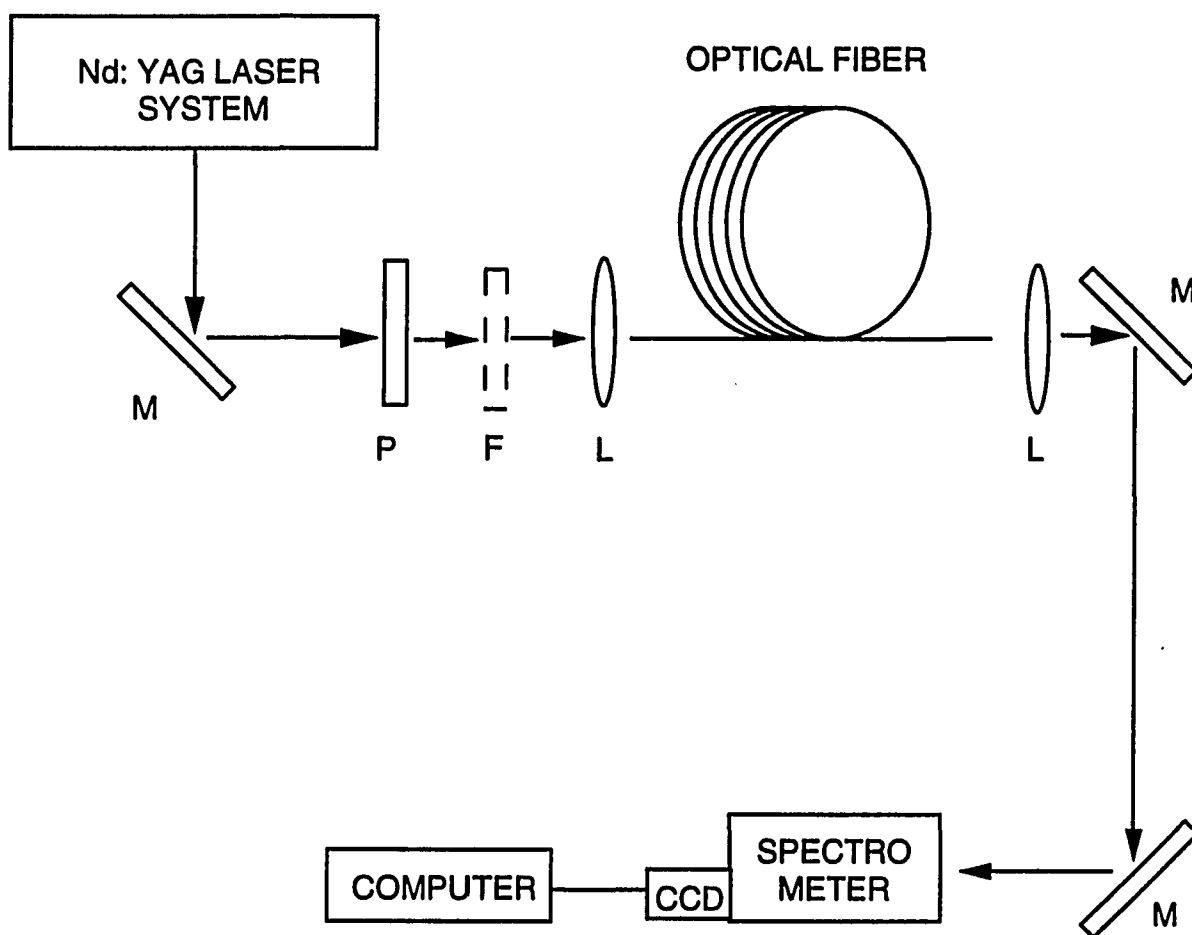 Nd: YAG LASER
SYSTEM
OPTICAL FIBER
M
M
P
F
L
L
SPECTRO
METER
COMPUTER
CCD
M